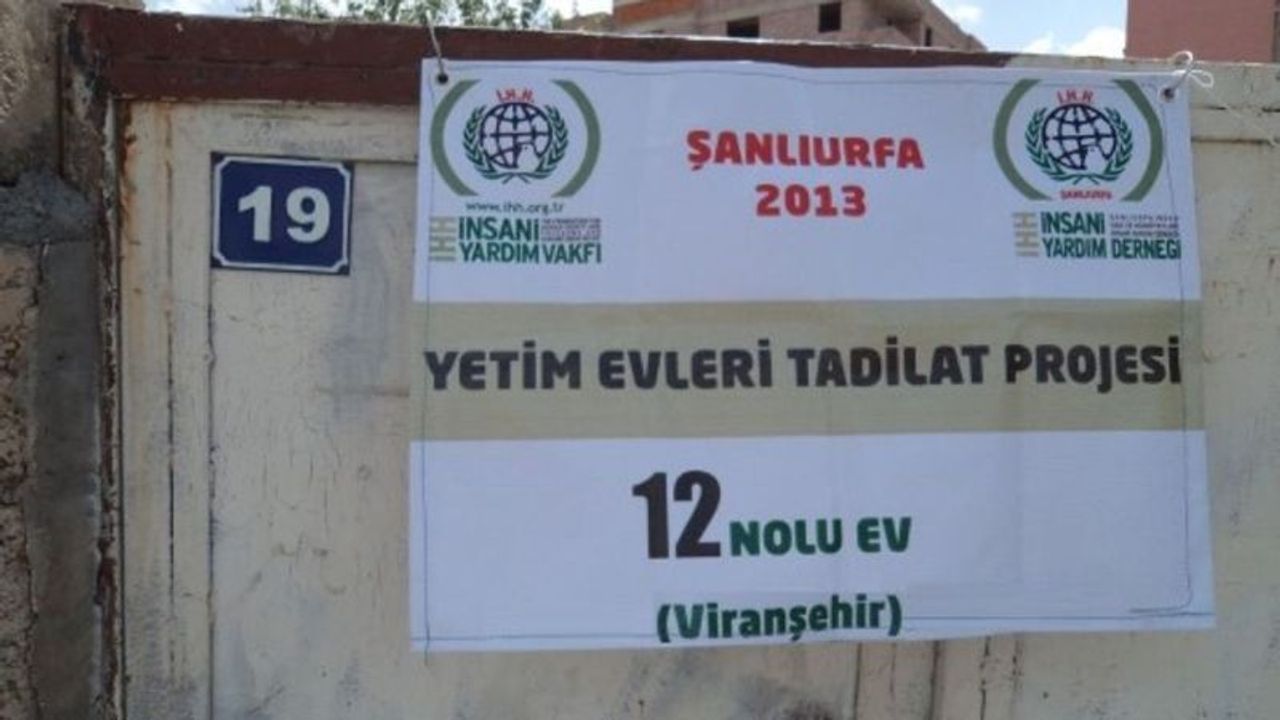 19
İ.H.H.
www.ihh.org.tr
İHH İNSANİ
YARDIM VAKFI
ŞANLIURFA
2013
İ.H.H.
ŞANLIURFA
İHH İNSANİ
YARDIM DERNEĞİ
YETİM EVLERİ TADİLAT PROJESİ
12 NOLU EV
(Viranşehir)